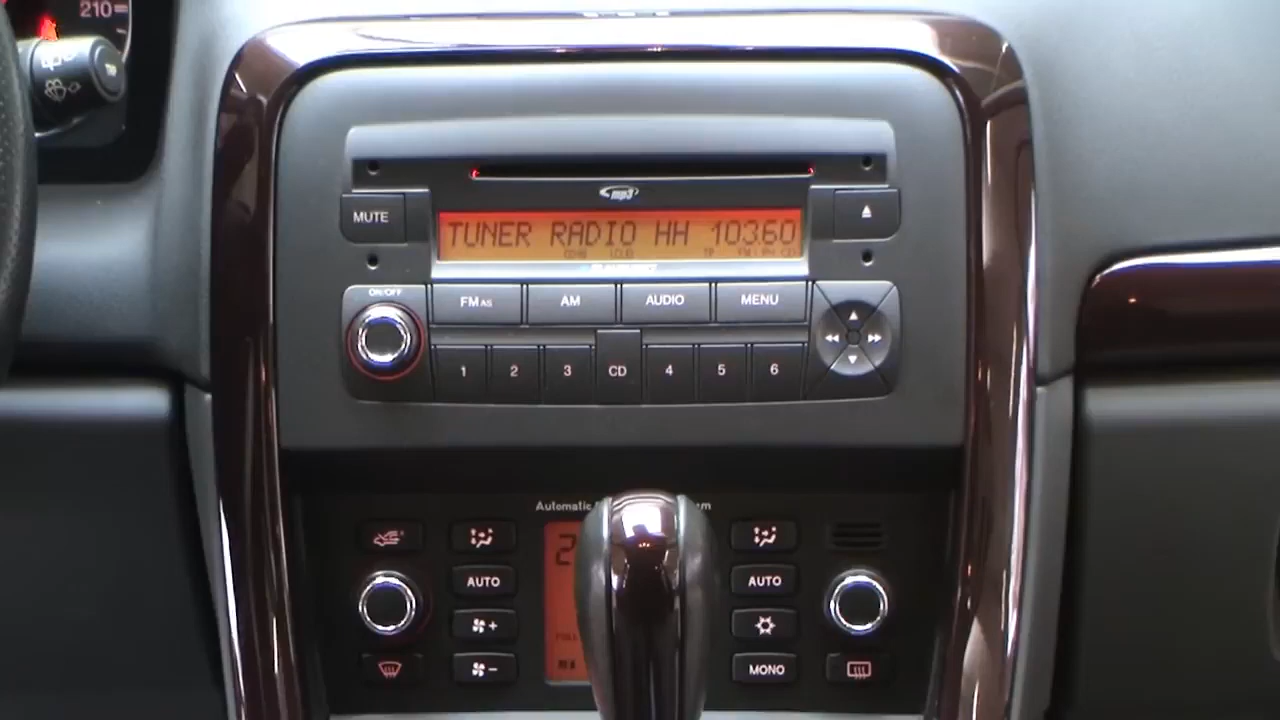 210
mp3
MUTE
TUNER RADIO HH 103.60
ON/OFF
FM AS
AM
AUDIO
MENU
1
2
3
CD
4
5
6
Automatic
AUTO
AUTO
MONO